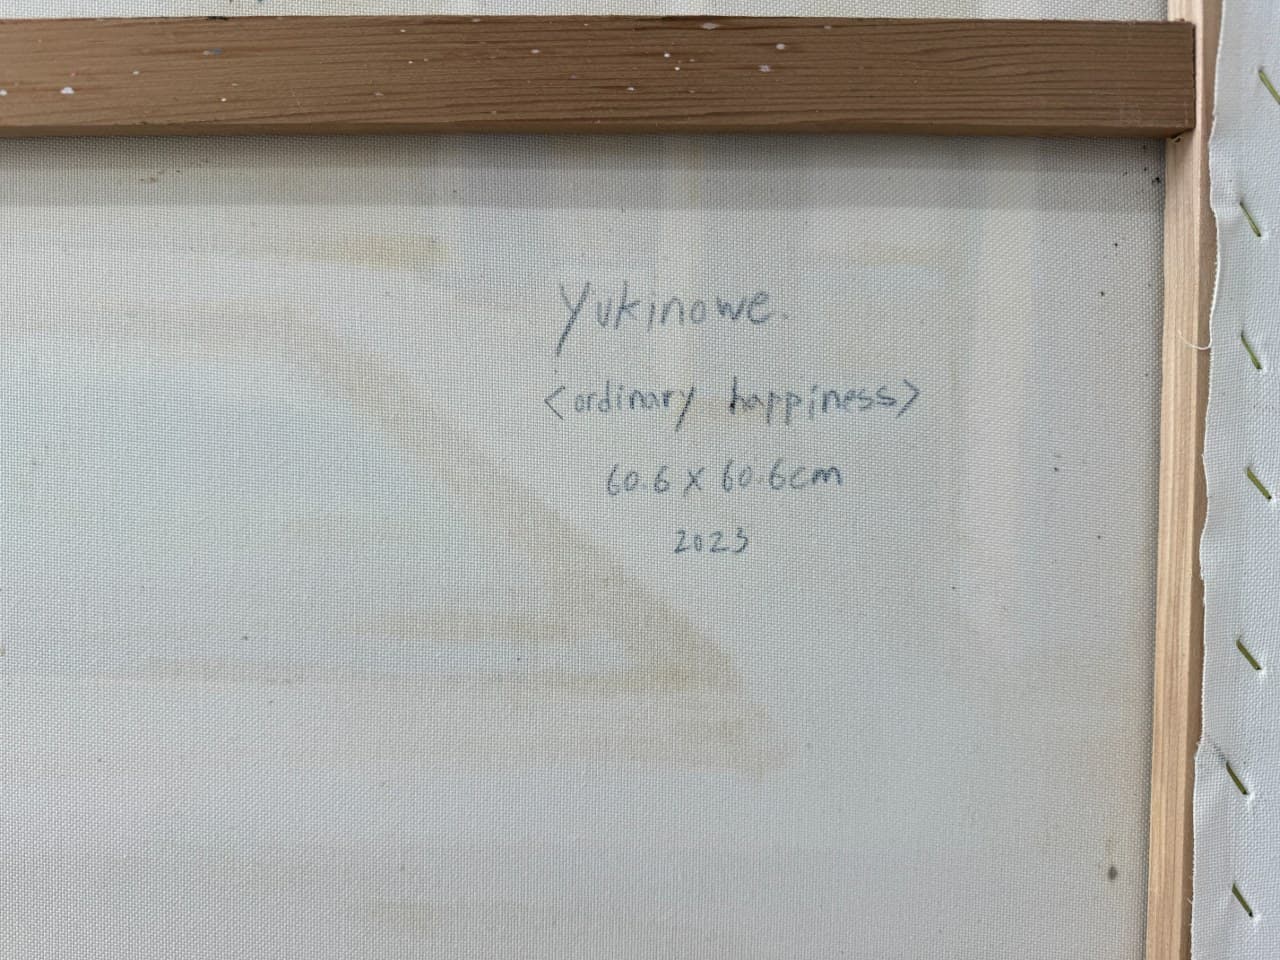 Yukinowe.
<ordinary happiness>
60.6 x 60.6cm
2023